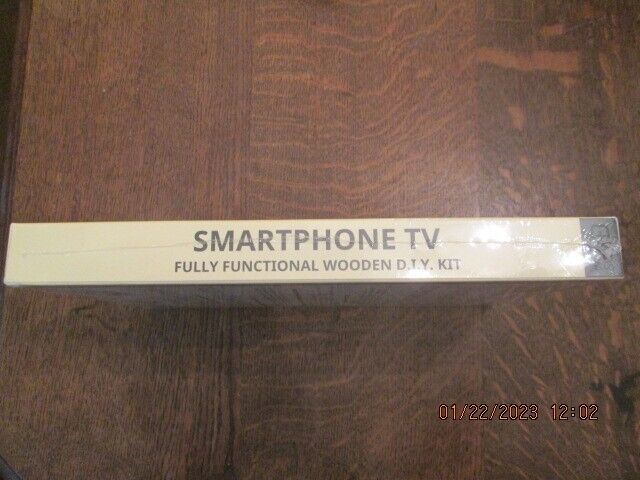 SMARTPHONE TV
FULLY FUNCTIONAL WOODEN D.I.Y. KIT
01/22/2023 12:02